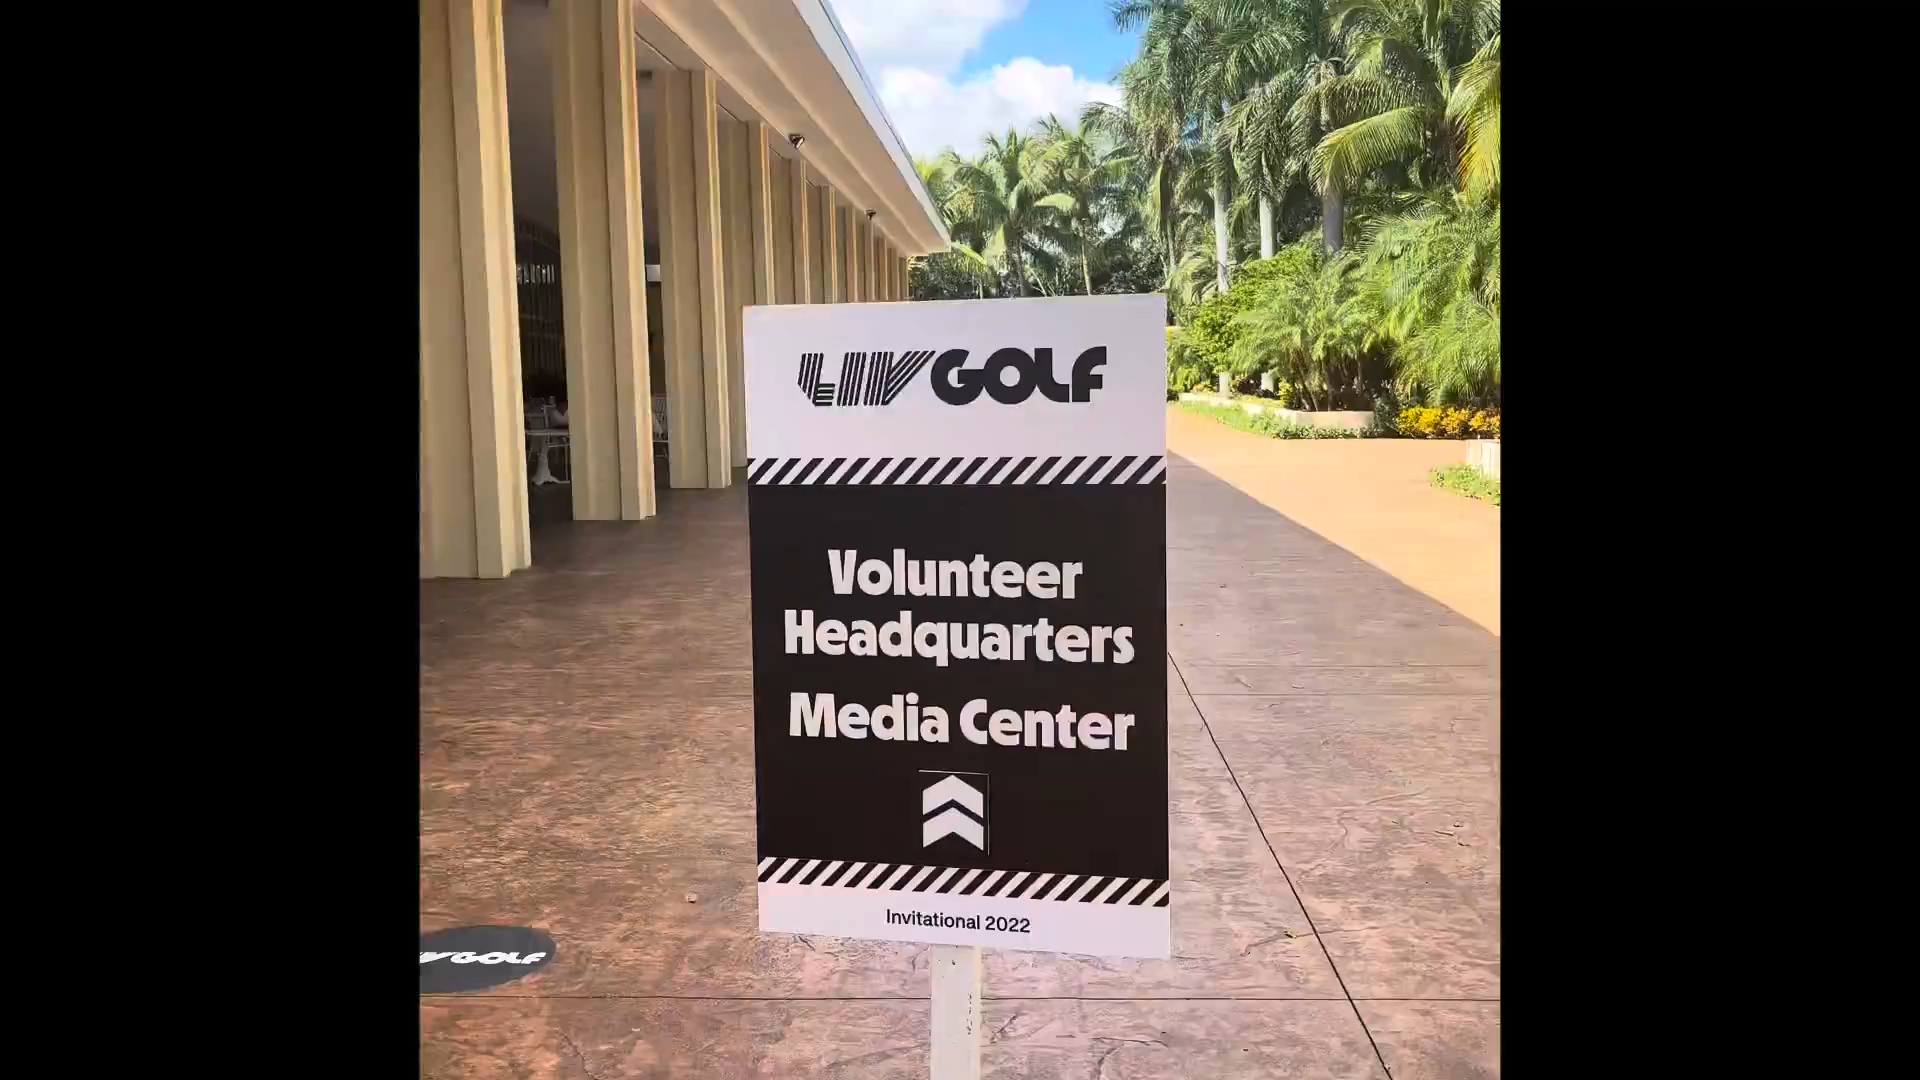 LIV GOLF
Volunteer
Headquarters
Media Center
Invitational 2022
LIV GOLF